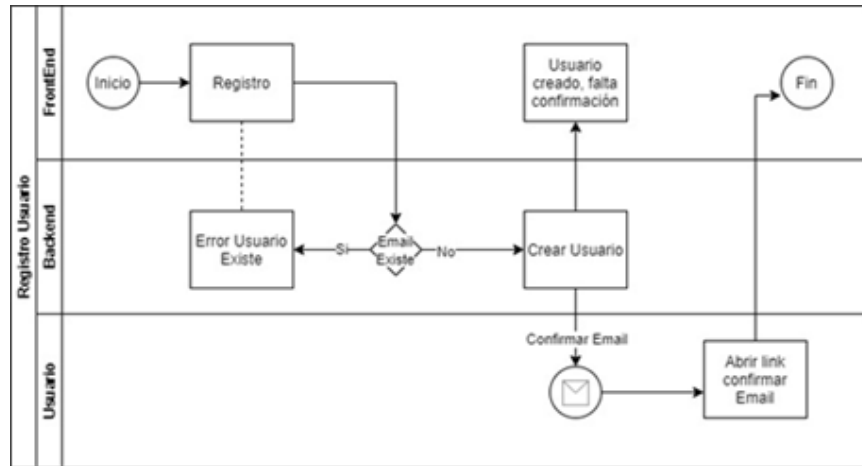 Registro Usuario
FrontEnd
Inicio
Registro
Usuario
creado, falta
confirmación
Fin
Backend
Error Usuario
Existe
Si
Email
Existe
No
Crear Usuario
Usuario
Confirmar Email
Abrir link
confirmar
Email